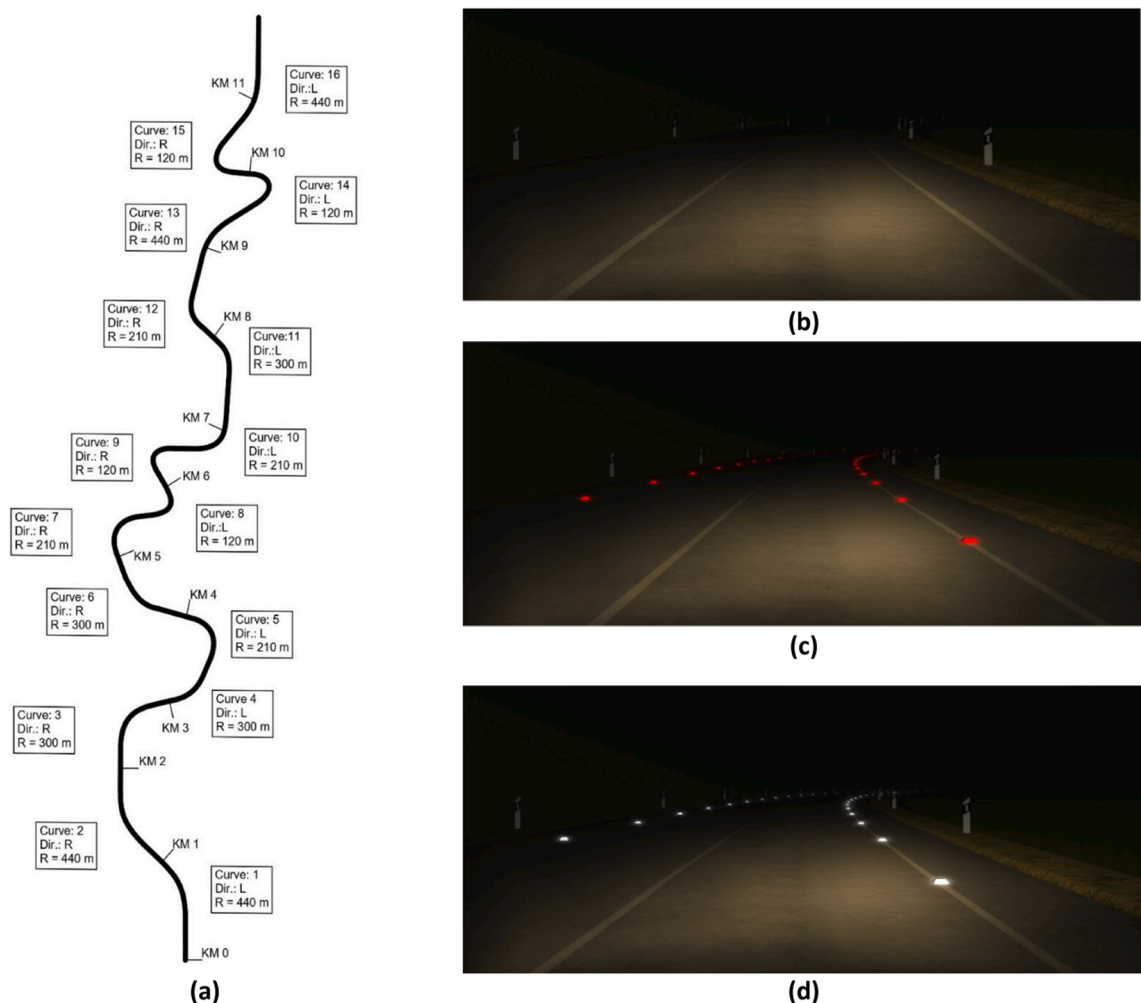 KM 11
Curve: 16
Dir.:L
R = 440 m
Curve: 15
Dir.: R
R = 120 m
KM 10
Curve: 14
Dir.: L
R = 120 m
Curve: 13
Dir.: R
R = 440 m
KM 9
Curve: 12
Dir.: R
R = 210 m
KM 8
Curve:11
Dir.:L
R = 300 m
KM 7
Curve: 9
Dir.: R
R = 120 m
Curve: 10
Dir.:L
R = 210 m
KM 6
Curve: 7
Dir.: R
R = 210 m
Curve: 8
Dir.:L
R = 120 m
KM 5
Curve: 6
Dir.: R
R = 300 m
KM 4
Curve: 5
Dir.: L
R = 210 m
Curve: 3
Dir.: R
R = 300 m
Curve 4
Dir.: L
R = 300 m
KM 3
KM 2
Curve: 2
Dir.: R
R = 440 m
KM 1
Curve: 1
Dir.: L
R = 440 m
KM 0
(a)
(b)
(c)
(d)